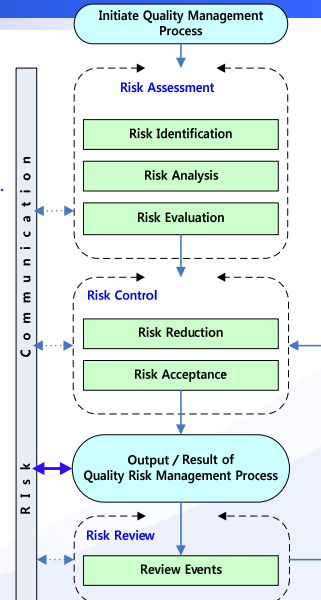 Initiate Quality Management
Process
Risk Assessment
Risk Identification
Risk Analysis
Risk Evaluation
Risk Control
Risk Reduction
Risk Acceptance
Output / Result of
Quality Risk Management Process
Risk Review
Review Events
RIsk Communication